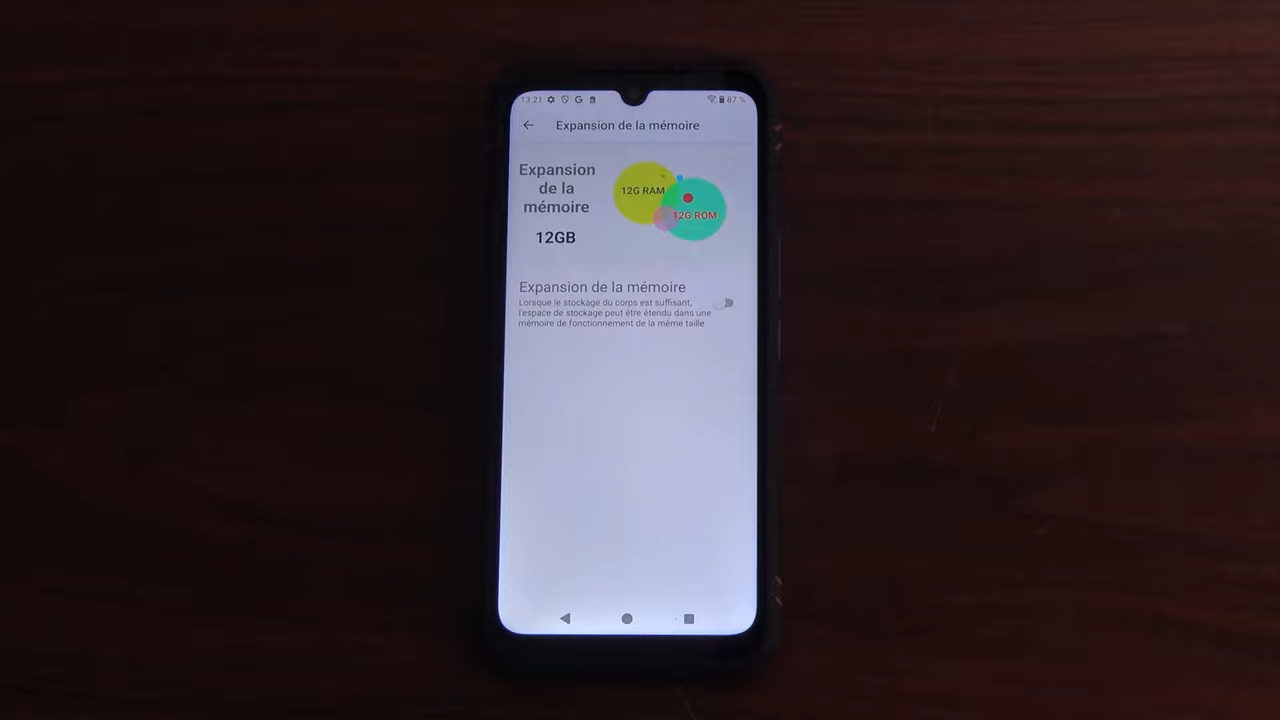 13:21 87 %
Expansion de la mémoire
Expansion
de la
mémoire
12GB
12G RAM
12G ROM
Expansion de la mémoire
Lorsque le stockage du corps est suffisant,
l'espace de stockage peut être étendu dans une
mémoire de fonctionnement de la même taille